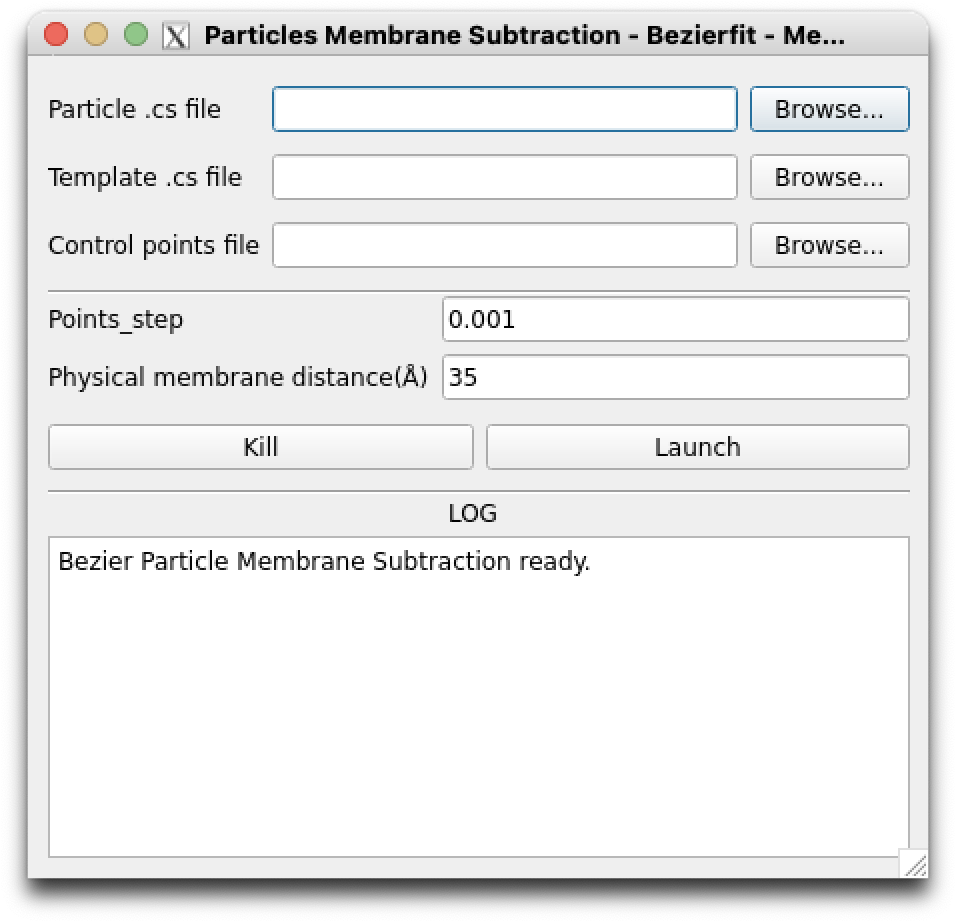 Particles Membrane Subtraction - Bezierfit - Me...
Particle .cs file Browse...
Template .cs file Browse...
Control points file Browse...
Points_step 0.001
Physical membrane distance(Å) 35
Kill Launch
LOG
Bezier Particle Membrane Subtraction ready.